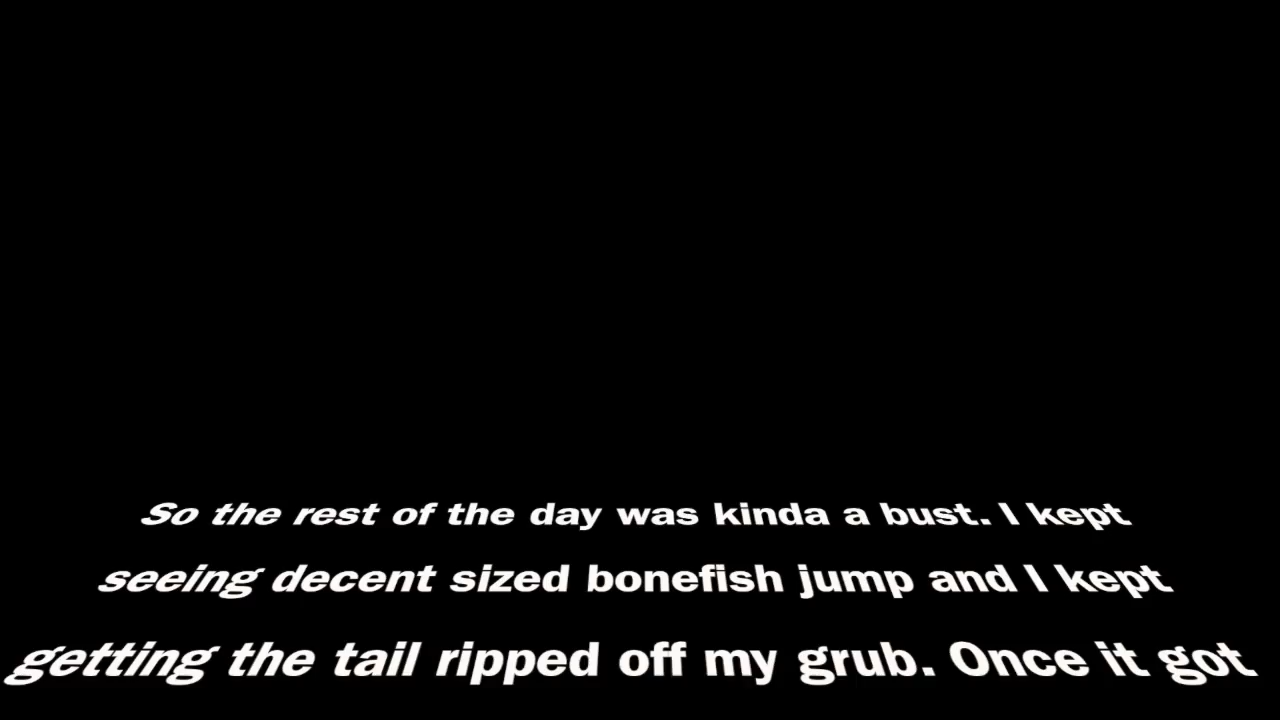 So the rest of the day was kinda a bust. I kept
seeing decent sized bonefish jump and I kept
getting the tail ripped off my grub. Once it got